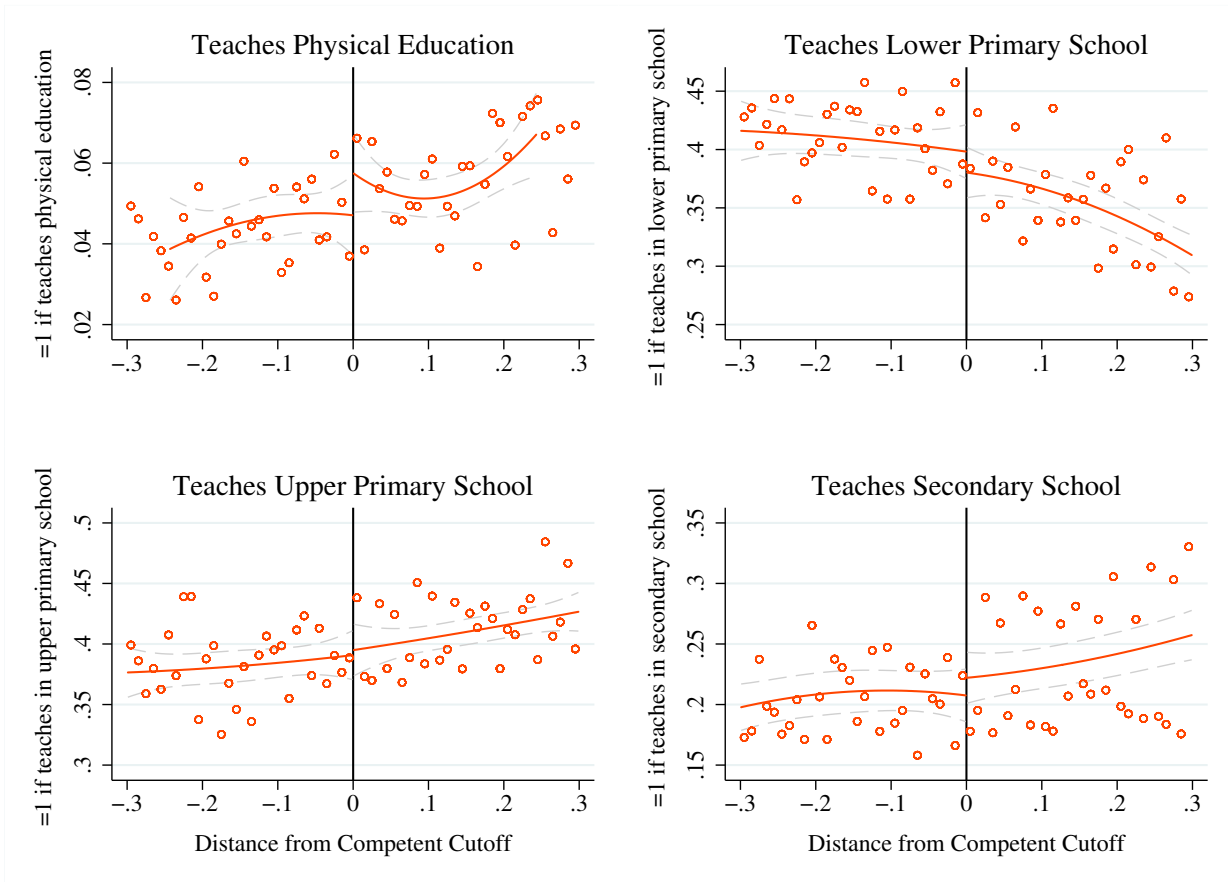 Teaches Physical Education
=1 if teaches physical education
.08
.06
.04
.02
−.3 −.2 −.1 0 .1 .2 .3
Teaches Lower Primary School
=1 if teaches in lower primary school
.45
.4
.35
.3
.25
−.3 −.2 −.1 0 .1 .2 .3
Teaches Upper Primary School
=1 if teaches in upper primary school
.5
.45
.4
.35
.3
−.3 −.2 −.1 0 .1 .2 .3
Distance from Competent Cutoff
Teaches Secondary School
=1 if teaches in secondary school
.35
.3
.25
.2
.15
−.3 −.2 −.1 0 .1 .2 .3
Distance from Competent Cutoff